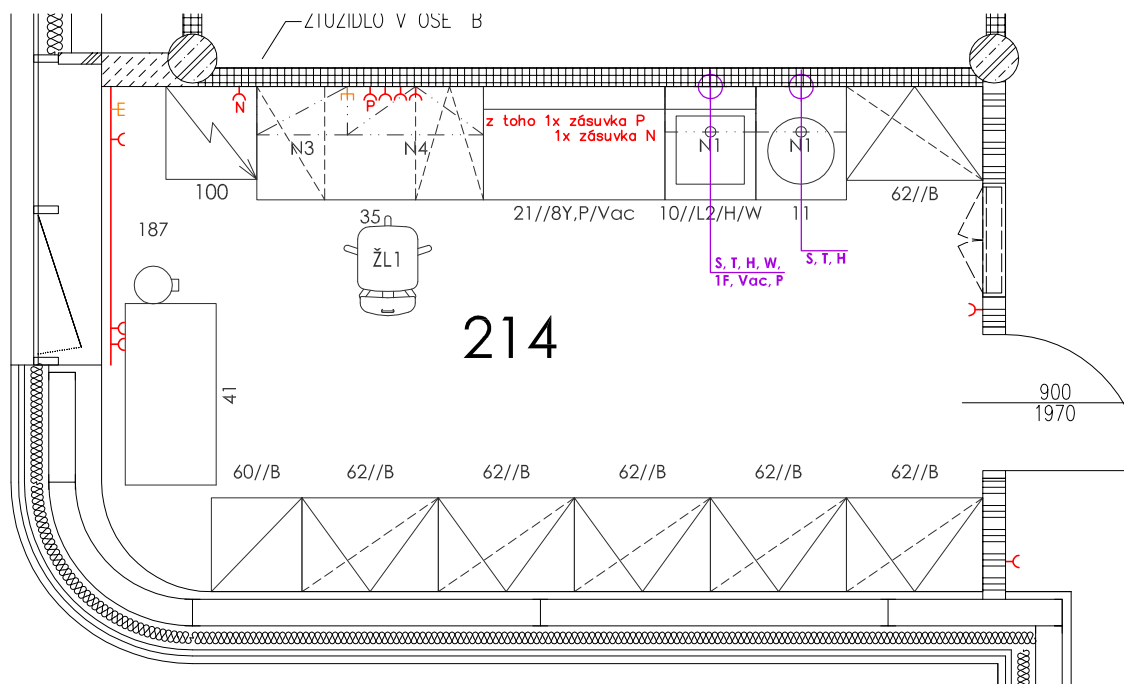 ZTUZIDLO V OSE B
N
E
P
z toho 1x zásuvka P
1x zásuvka N
E
N3
N4
N1
N1
100
62//B
35
21//8Y,P/Vac
10//L2/H/W
11
187
ŽL1
S, T, H, W,
1F, Vac, P
S, T, H
214
41
900
1970
60//B
62//B
62//B
62//B
62//B
62//B